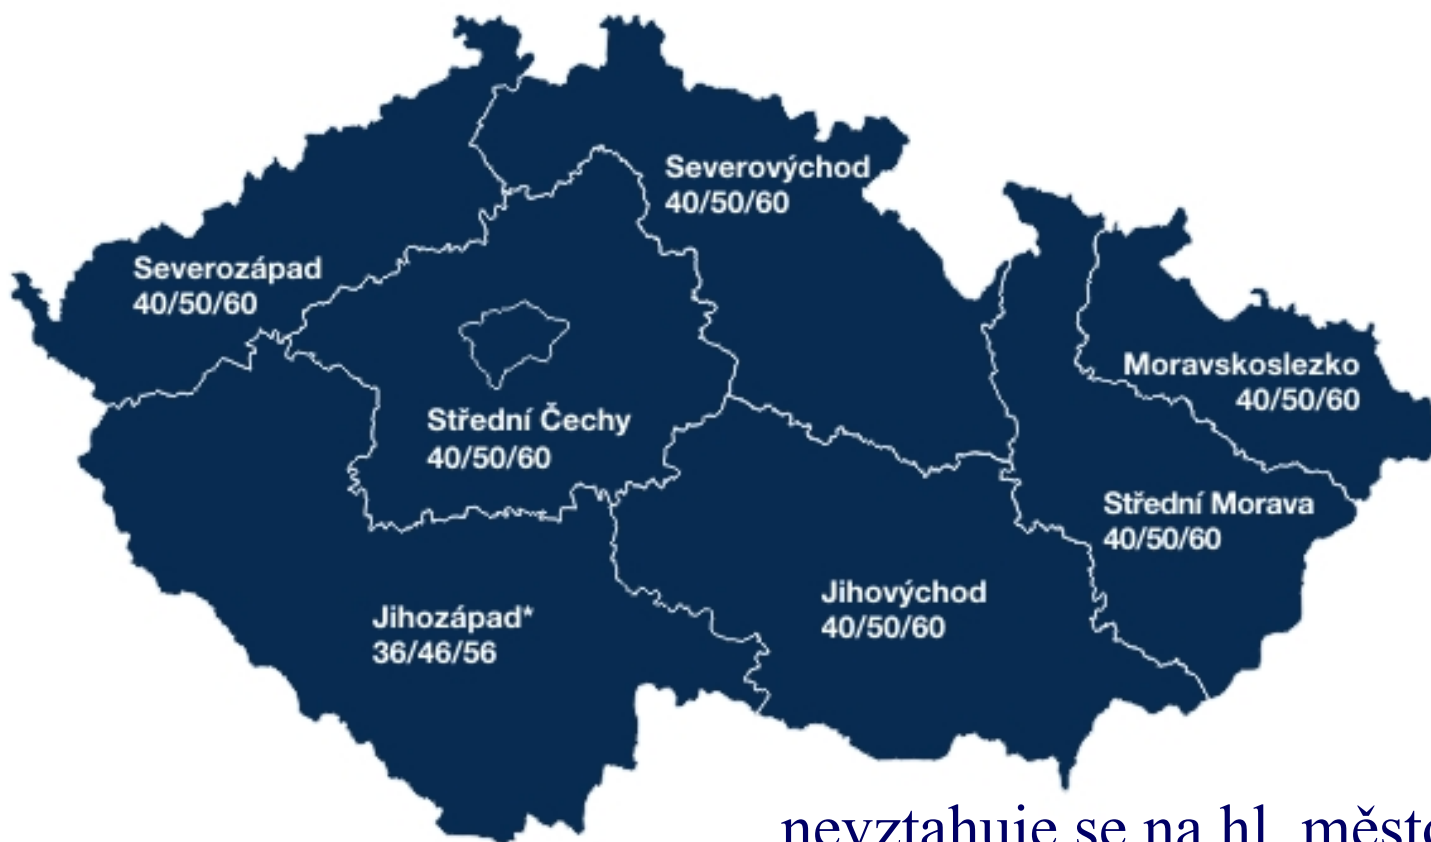 Severovýchod
40/50/60
Severozápad
40/50/60
Moravskoslezko
40/50/60
Střední Čechy
40/50/60
Střední Morava
40/50/60
Jihovýchod
40/50/60
Jihozápad*
36/46/56
nevztahuje se na hl. město